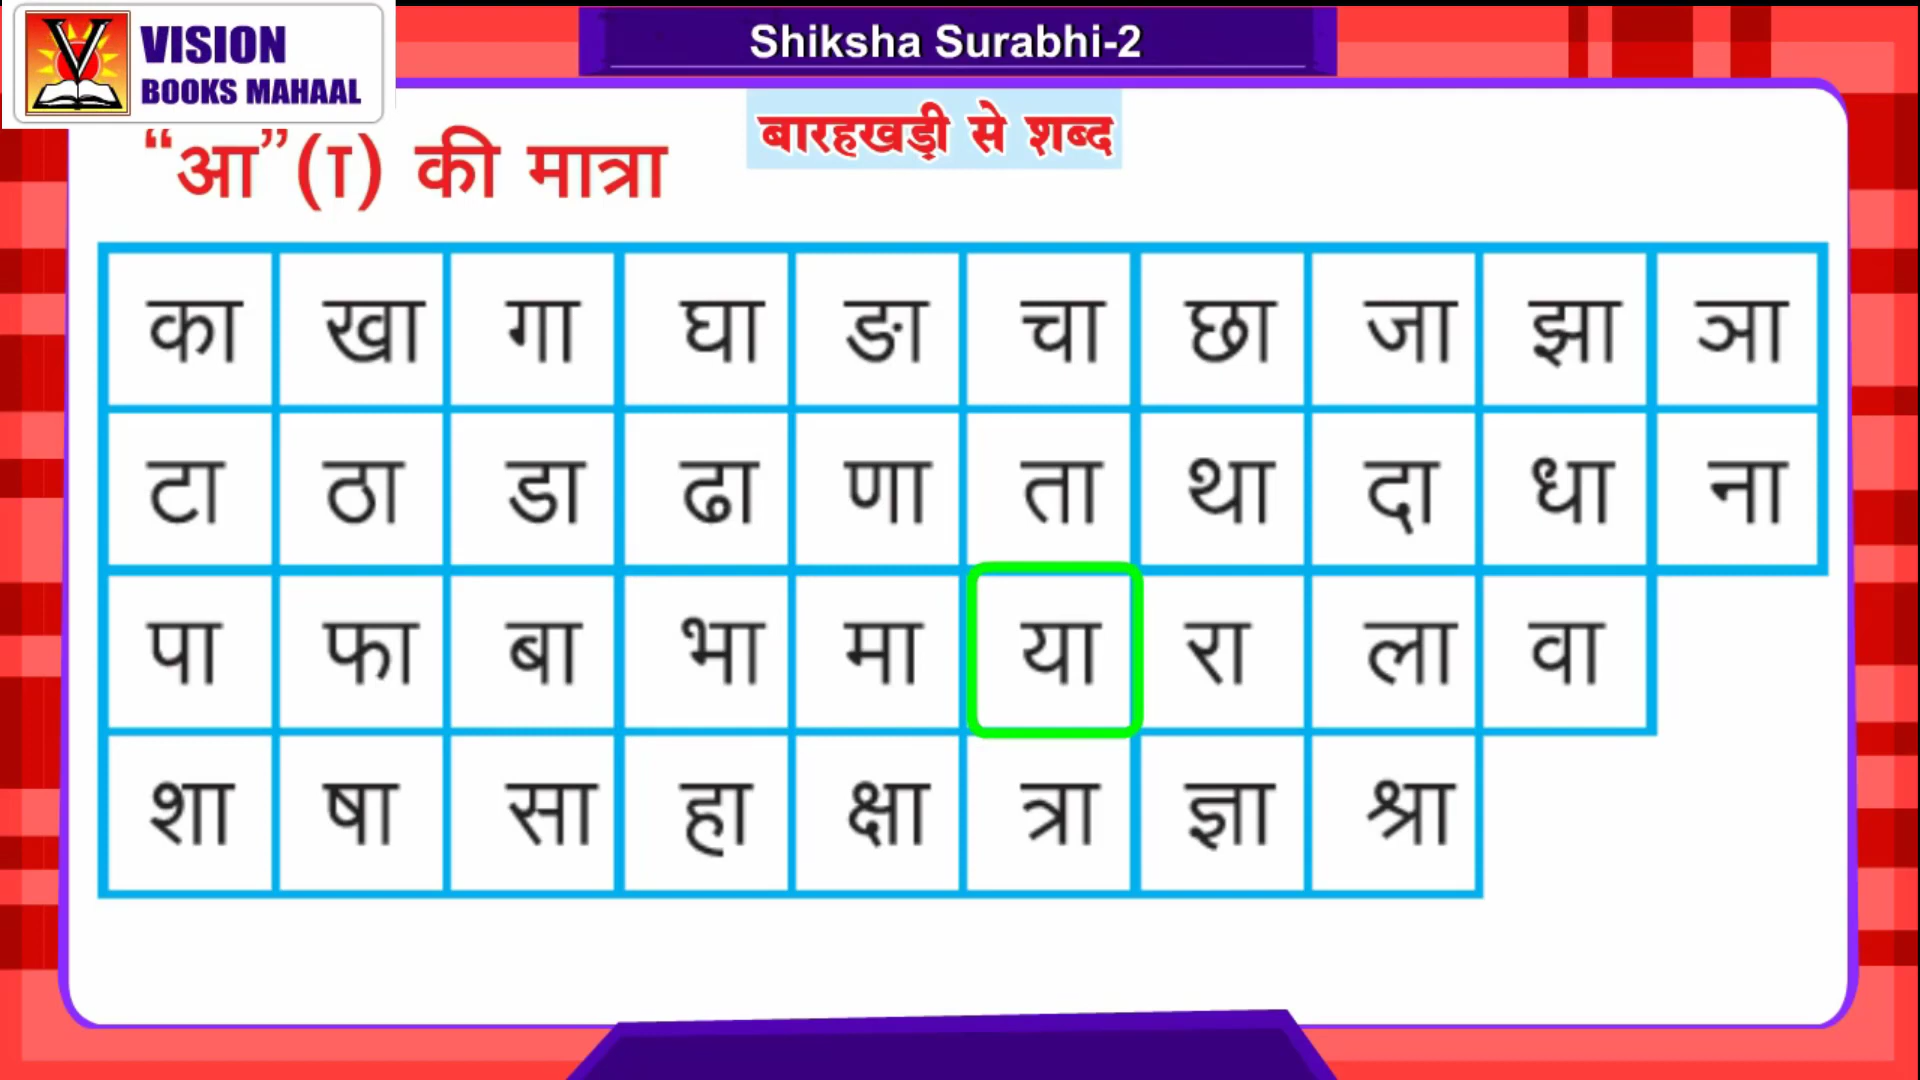 VISION
BOOKS MAHAAL
Shiksha Surabhi-2
बारहखड़ी से शब्द
“आ”(ा) की मात्रा
का खा गा घा ङा चा छा जा झा ञा
टा ठा डा ढा णा ता था दा धा ना
पा फा बा भा मा या रा ला वा
शा षा सा हा क्षा त्रा ज्ञा श्रा